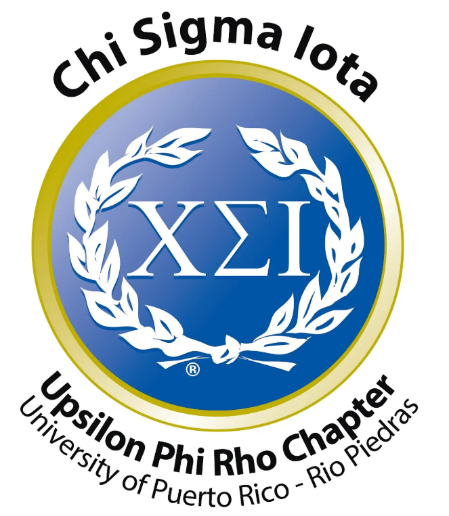 Chi Sigma Iota
ΧΣΙ
®
Upsilon Phi Rho Chapter
University of Puerto Rico - Rio Piedras